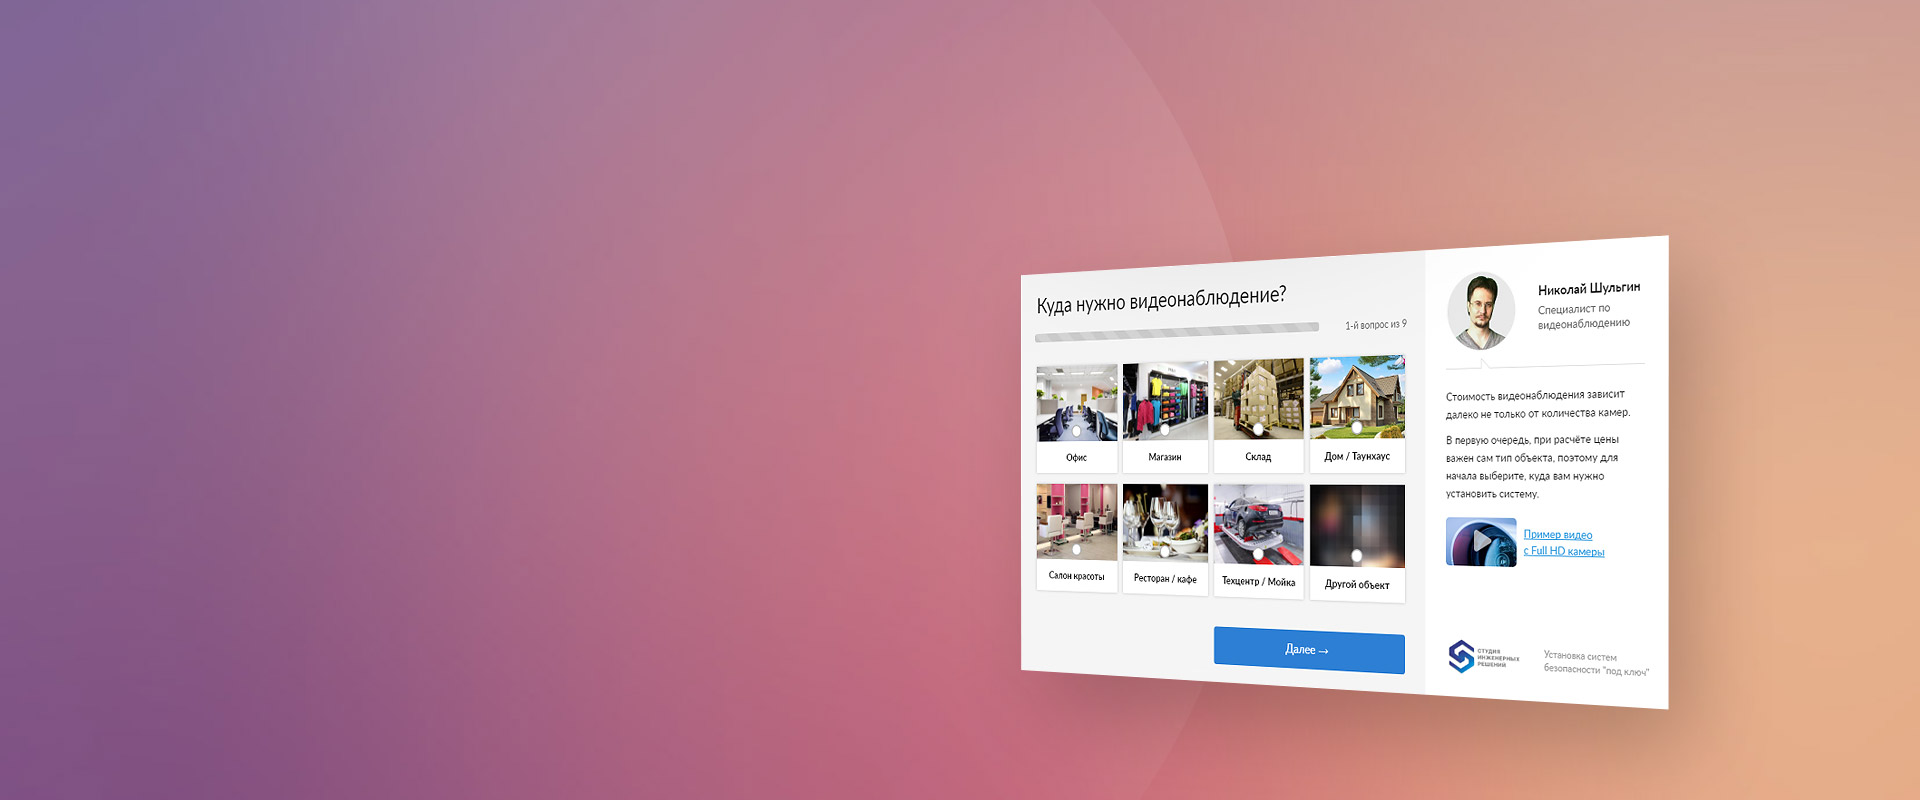 Куда нужно видеонаблюдение?
1-й вопрос из 9
Офис
Магазин
Склад
Дом / Таунхаус
Салон красоты
Ресторан / кафе
Техцентр / Мойка
Другой объект
Далее →
Николай Шульгин
Специалист по
видеонаблюдению
Стоимость видеонаблюдения зависит
далеко не только от количества камер.
В первую очередь, при расчёте цены
важен сам тип объекта, поэтому для
начала выберите, куда вам нужно
установить систему.
Пример видео
с Full HD камеры
СТУДИЯ
ИНЖЕНЕРНЫХ
РЕШЕНИЙ
Установка систем
безопасности "под ключ"